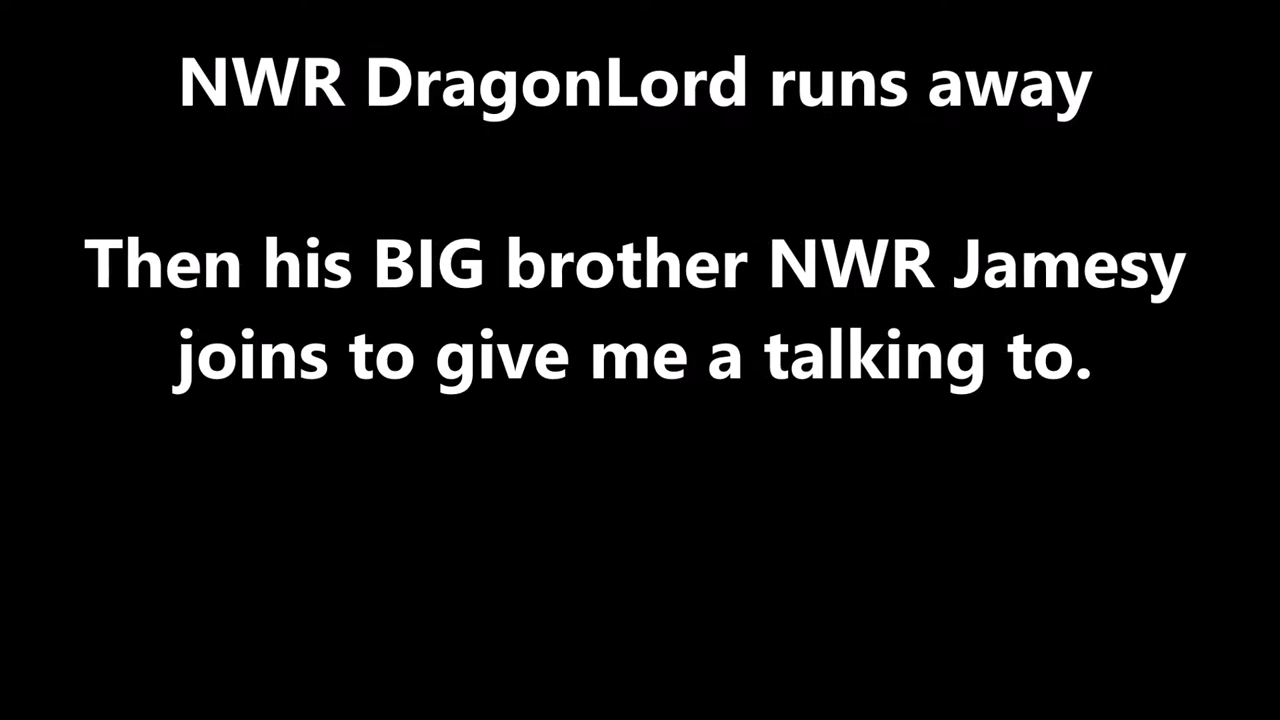 NWR DragonLord runs away
Then his BIG brother NWR Jamesy
joins to give me a talking to.